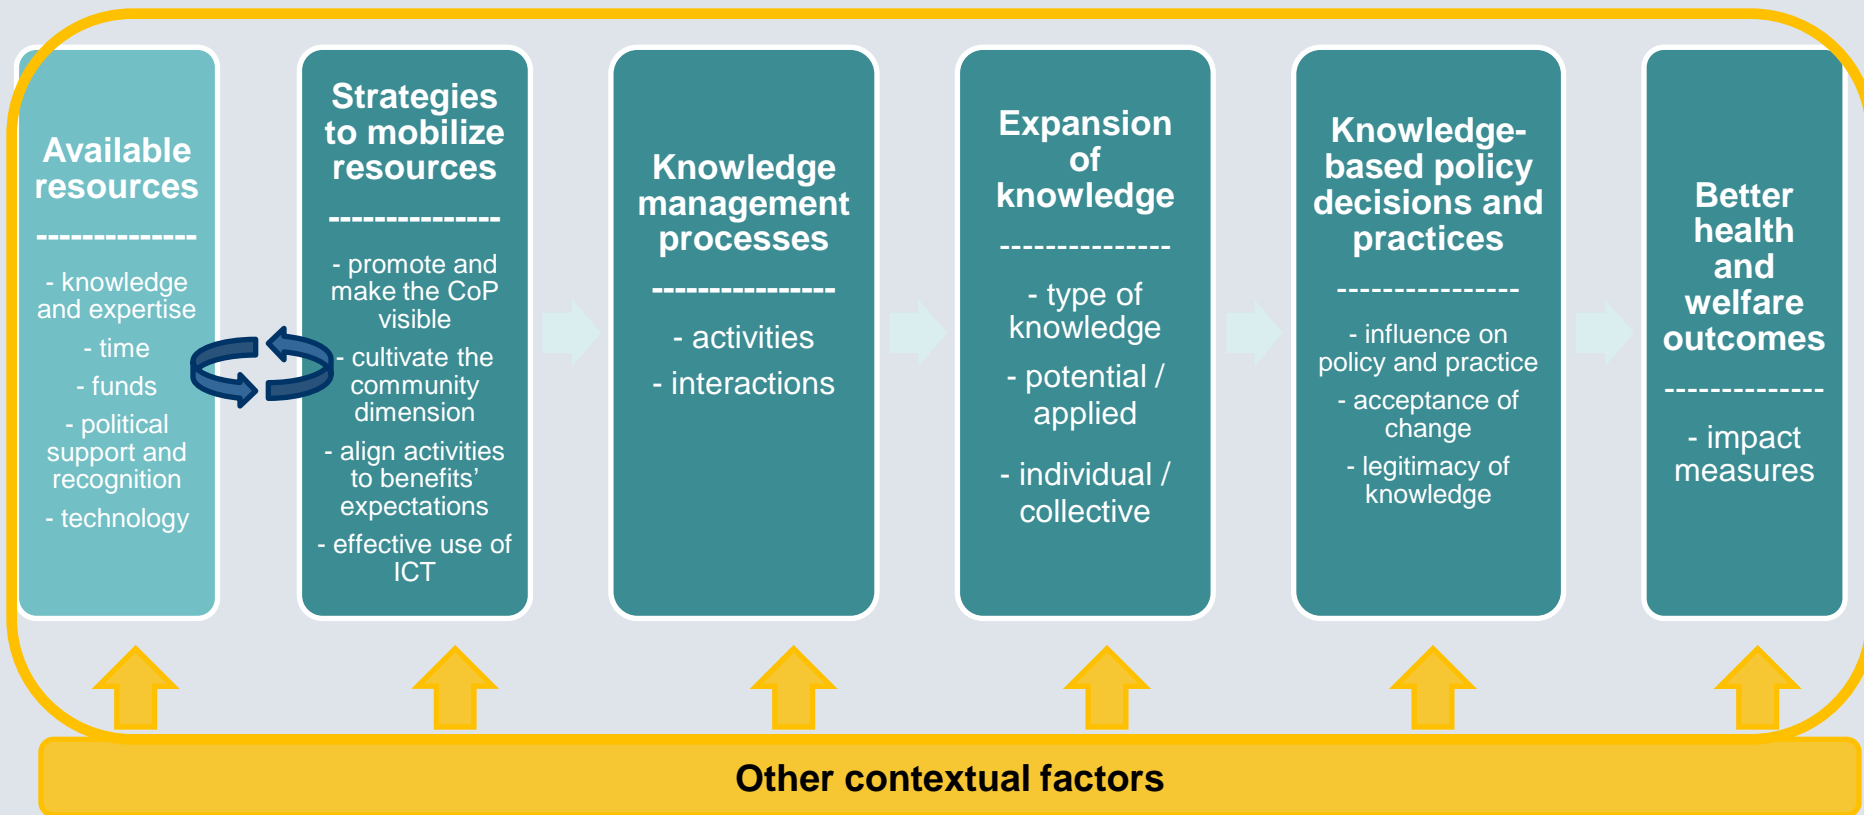 Available
resources
--------------
- knowledge
and expertise
- time
- funds
- political
support and
recognition
- technology
Strategies
to mobilize
resources
---------------
- promote and
make the CoP
visible
- cultivate the
community
dimension
- align activities
to benefits’
expectations
- effective use of
ICT
Knowledge
management
processes
----------------
- activities
- interactions
Expansion
of
knowledge
---------------
- type of
knowledge
- potential /
applied
- individual /
collective
Knowledge-
based policy
decisions and
practices
----------------
- influence on
policy and practice
- acceptance of
change
- legitimacy of
knowledge
Better
health
and
welfare
outcomes
--------------
- impact
measures
Other contextual factors